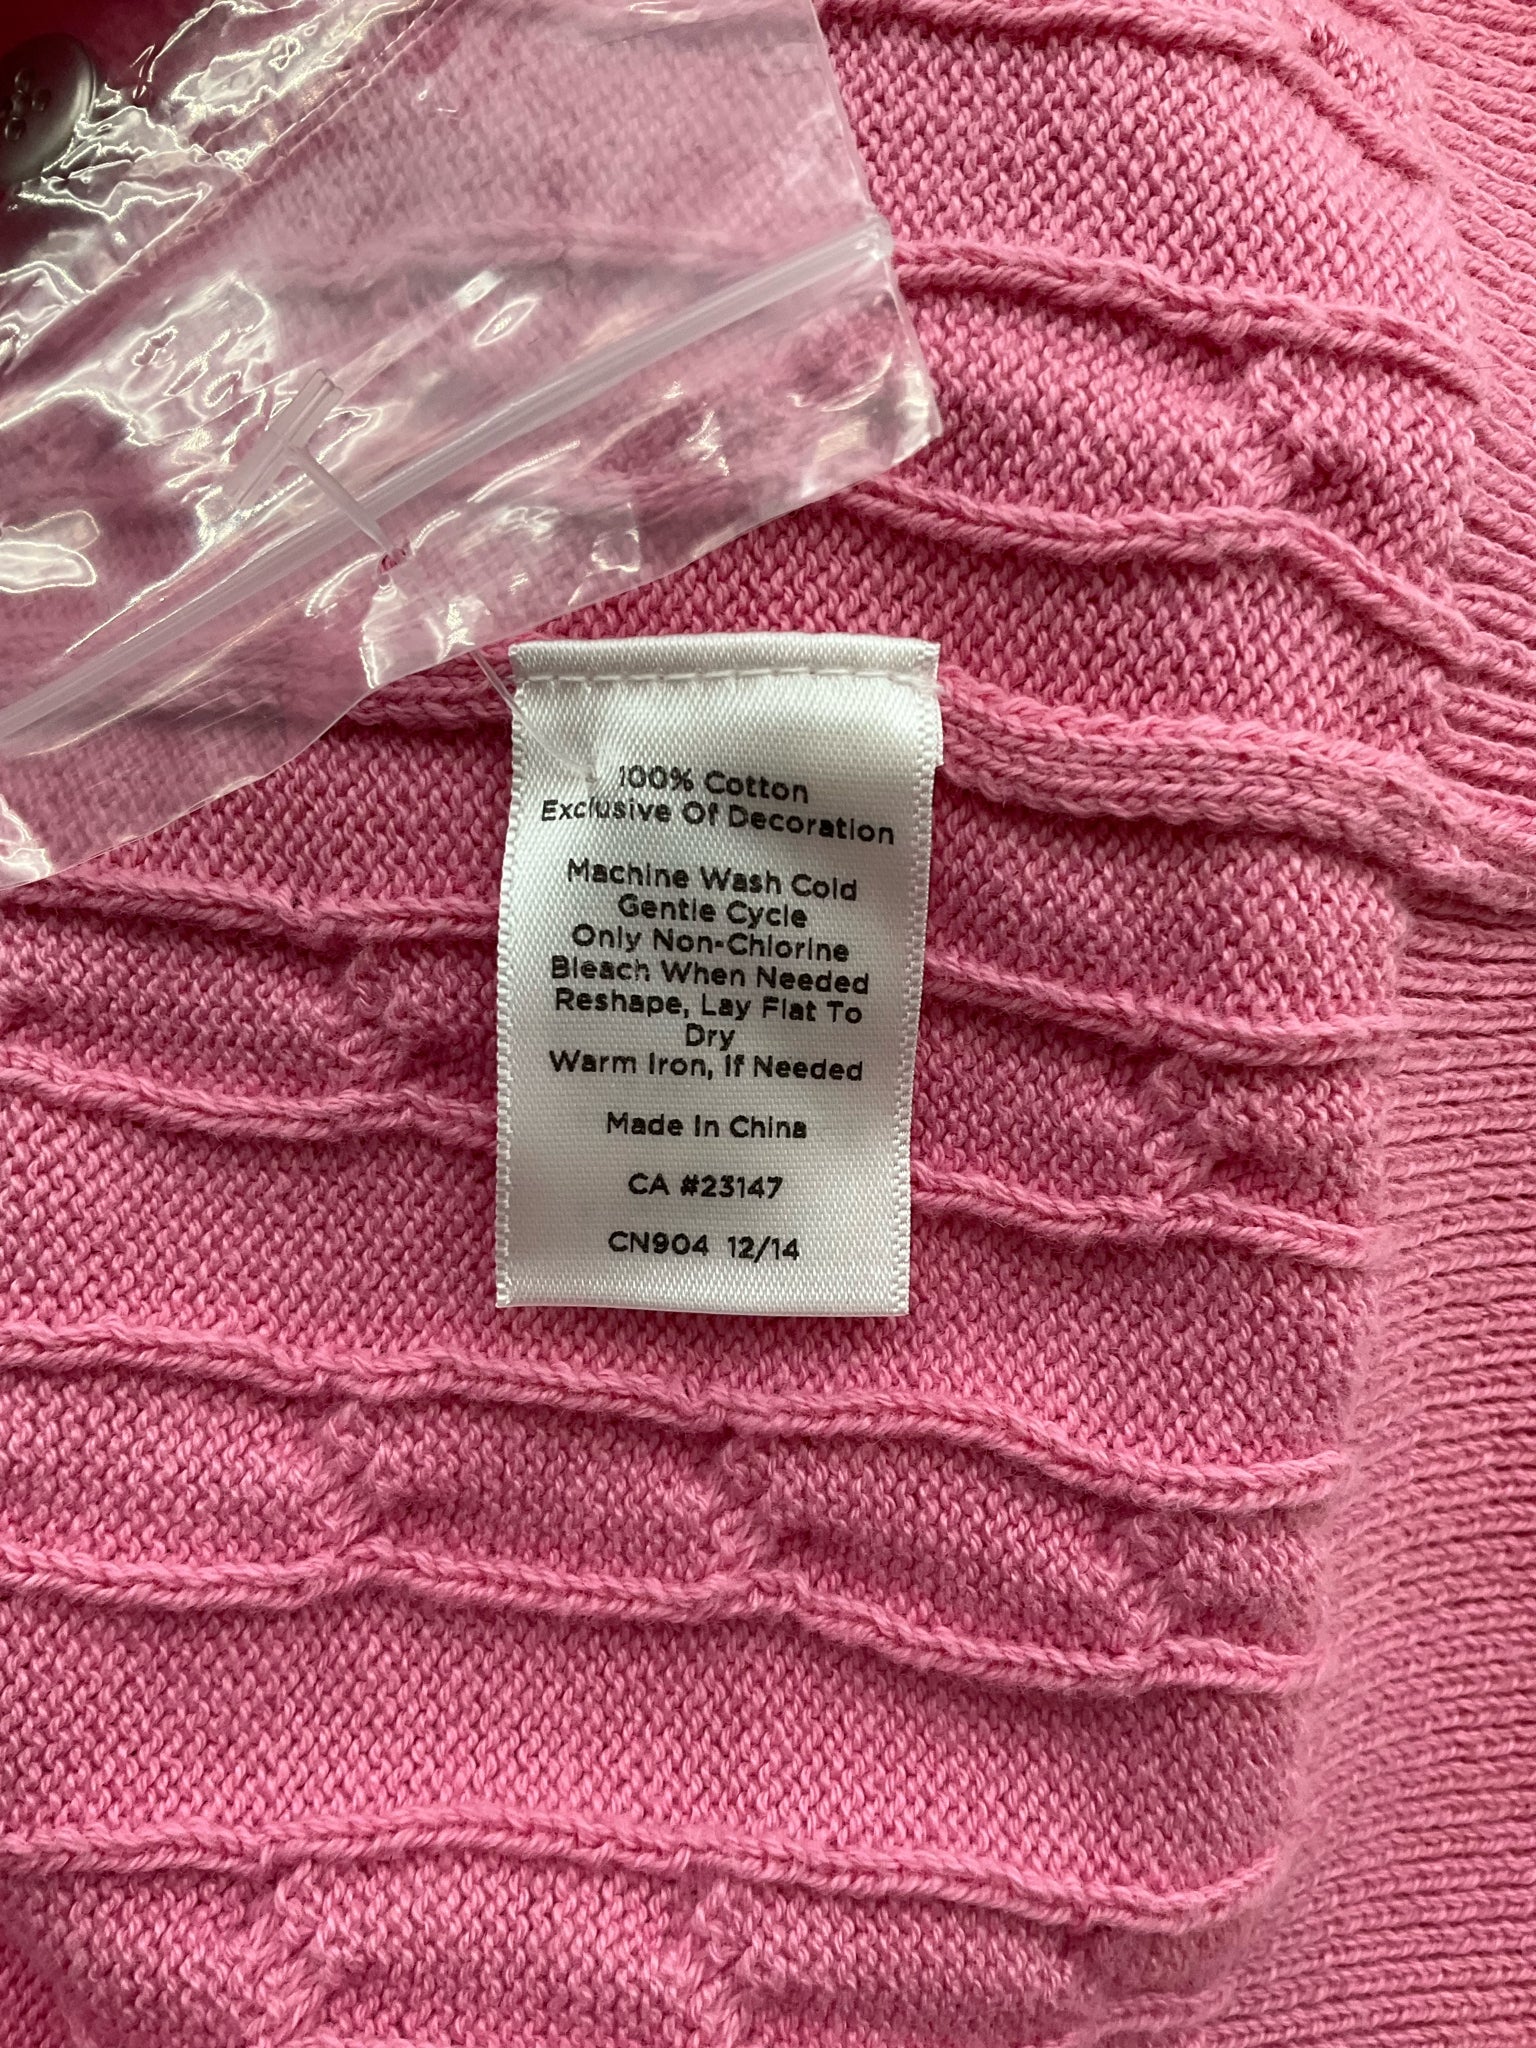 100% Cotton
Exclusive Of Decoration
Machine Wash Cold
Gentle Cycle
Only Non-Chlorine
Bleach When Needed
Reshape, Lay Flat To
Dry
Warm Iron, If Needed
Made In China
CA #23147
CN904 12/14